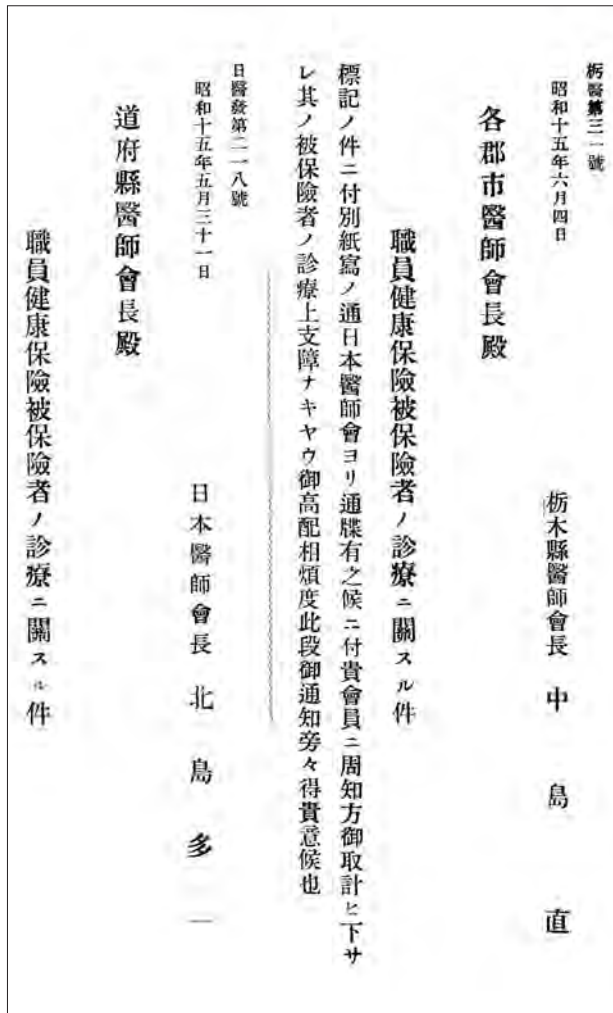 栃醫第三一號
昭和十五年六月四日
栃木縣醫師會長 中島直
各郡市醫師會長殿
職員健康保險被保險者ノ診療ニ關スル件
標記ノ件ニ付別紙寫ノ通日本醫師會ヨリ通牒有之候ニ付貴會員ニ周知方御取計ヒ下サ
レ其ノ被保險者ノ診療上支障ナキヤウ御高配相煩度此段御通知旁々得貴意候也
日醫發第二一八號
昭和十五年五月三十一日
日本醫師會長 北島多一
道府縣醫師會長殿
職員健康保險被保險者ノ診療ニ關スル件